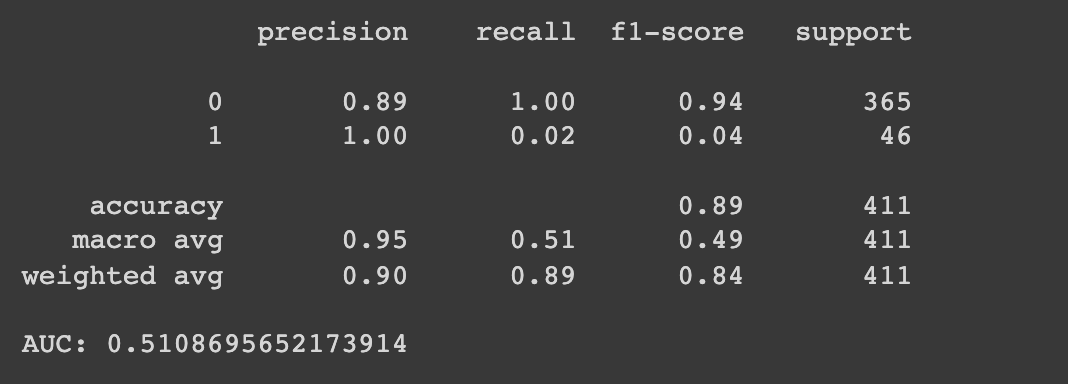 precision recall f1-score support
0 0.89 1.00 0.94 365
1 1.00 0.02 0.04 46
accuracy 0.89 411
macro avg 0.95 0.51 0.49 411
weighted avg 0.90 0.89 0.84 411
AUC: 0.5108695652173914